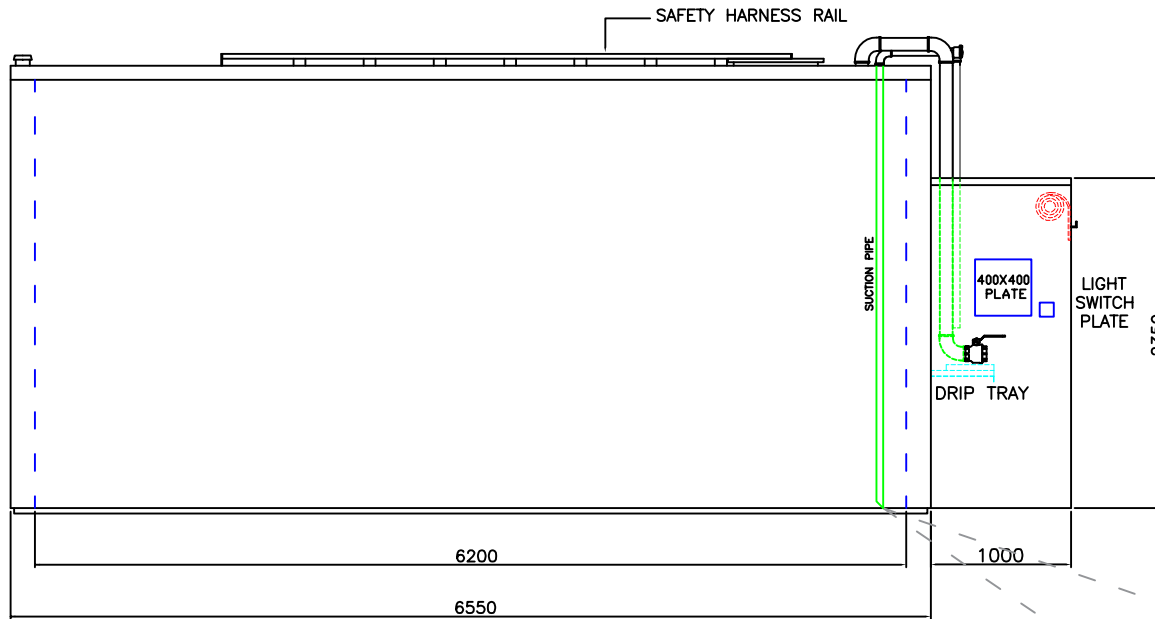 SAFETY HARNESS RAIL
SUCTION PIPE
400X400
PLATE
LIGHT
SWITCH
PLATE
DRIP TRAY
6200
1000
6550